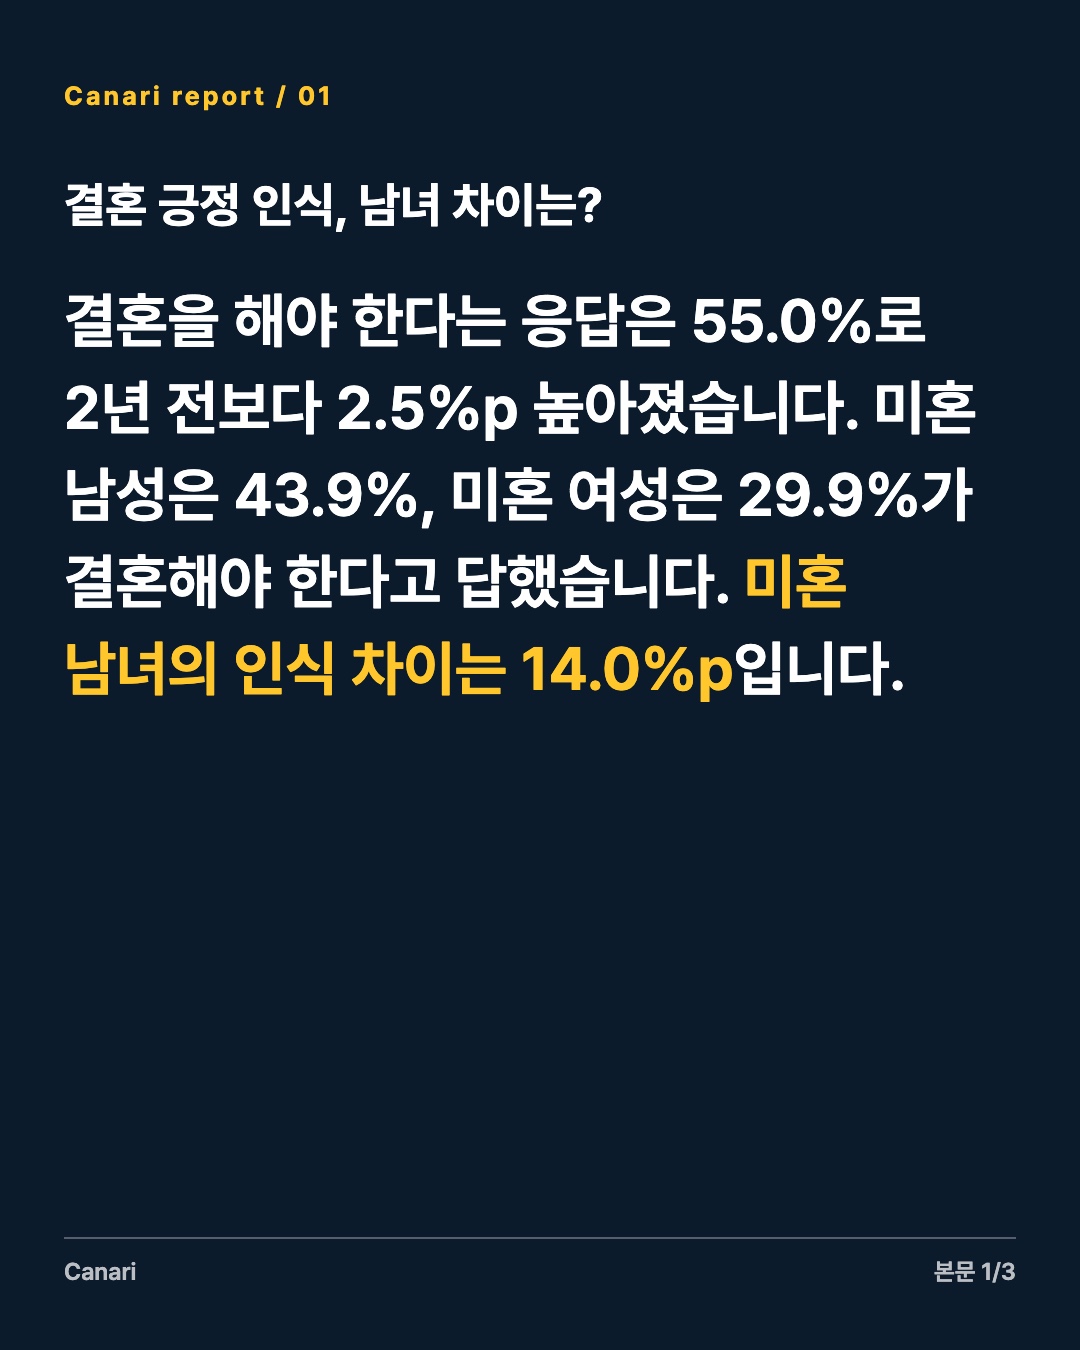 Canari report / 01
결혼 긍정 인식, 남녀 차이는?
결혼을 해야 한다는 응답은 55.0%로
2년 전보다 2.5%p 높아졌습니다. 미혼
남성은 43.9%, 미혼 여성은 29.9%가
결혼해야 한다고 답했습니다. 미혼
남녀의 인식 차이는 14.0%p입니다.
Canari
본문 1/3